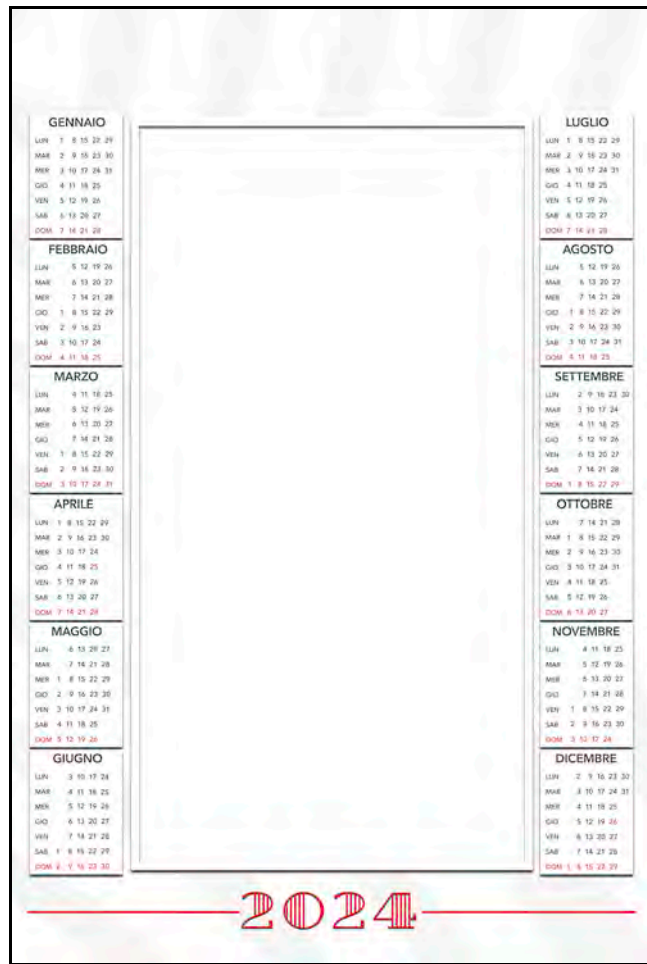 GENNAIO
LUN 1 8 15 22 29
MAR 2 9 16 23 30
MER 3 10 17 24 31
GIO 4 11 18 25
VEN 5 12 19 26
SAB 6 13 20 27
DOM 7 14 21 28
FEBBRAIO
LUN 5 12 19 26
MAR 6 13 20 27
MER 7 14 21 28
GIO 1 8 15 22 29
VEN 2 9 16 23
SAB 3 10 17 24
DOM 4 11 18 25
MARZO
LUN 4 11 18 25
MAR 5 12 19 26
MER 6 13 20 27
GIO 7 14 21 28
VEN 1 8 15 22 29
SAB 2 9 16 23 30
DOM 3 10 17 24 31
APRILE
LUN 1 8 15 22 29
MAR 2 9 16 23 30
MER 3 10 17 24
GIO 4 11 18 25
VEN 5 12 19 26
SAB 6 13 20 27
DOM 7 14 21 28
MAGGIO
LUN 6 13 20 27
MAR 7 14 21 28
MER 1 8 15 22 29
GIO 2 9 16 23 30
VEN 3 10 17 24 31
SAB 4 11 18 25
DOM 5 12 19 26
GIUGNO
LUN 3 10 17 24
MAR 4 11 18 25
MER 5 12 19 26
GIO 6 13 20 27
VEN 7 14 21 28
SAB 1 8 15 22 29
DOM 2 9 16 23 30
LUGLIO
LUN 1 8 15 22 29
MAR 2 9 16 23 30
MER 3 10 17 24 31
GIO 4 11 18 25
VEN 5 12 19 26
SAB 6 13 20 27
DOM 7 14 21 28
AGOSTO
LUN 5 12 19 26
MAR 6 13 20 27
MER 7 14 21 28
GIO 1 8 15 22 29
VEN 2 9 16 23 30
SAB 3 10 17 24 31
DOM 4 11 18 25
SETTEMBRE
LUN 2 9 16 23 30
MAR 3 10 17 24
MER 4 11 18 25
GIO 5 12 19 26
VEN 6 13 20 27
SAB 7 14 21 28
DOM 1 8 15 22 29
OTTOBRE
LUN 7 14 21 28
MAR 1 8 15 22 29
MER 2 9 16 23 30
GIO 3 10 17 24 31
VEN 4 11 18 25
SAB 5 12 19 26
DOM 6 13 20 27
NOVEMBRE
LUN 4 11 18 25
MAR 5 12 19 26
MER 6 13 20 27
GIO 7 14 21 28
VEN 1 8 15 22 29
SAB 2 9 16 23 30
DOM 3 10 17 24
DICEMBRE
LUN 2 9 16 23 30
MAR 3 10 17 24 31
MER 4 11 18 25
GIO 5 12 19 26
VEN 6 13 20 27
SAB 7 14 21 28
DOM 1 8 15 22 29
2024